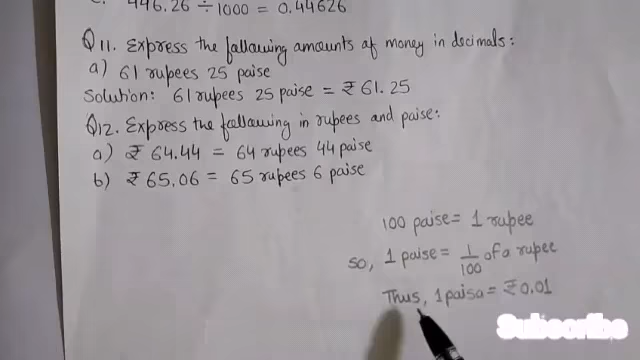 446.26 ÷ 1000 = 0.44626
Q11. Express the following amounts of money in decimals:
a) 61 rupees 25 paise
Solution: 61 rupees 25 paise = ₹ 61.25
Q12. Express the following in rupees and paise:
a) ₹ 64.44 = 64 rupees 44 paise
b) ₹ 65.06 = 65 rupees 6 paise
100 paise = 1 rupee
so, 1 paise = 1/100 of a rupee
Thus, 1 paisa = ₹ 0.01
Subscribe